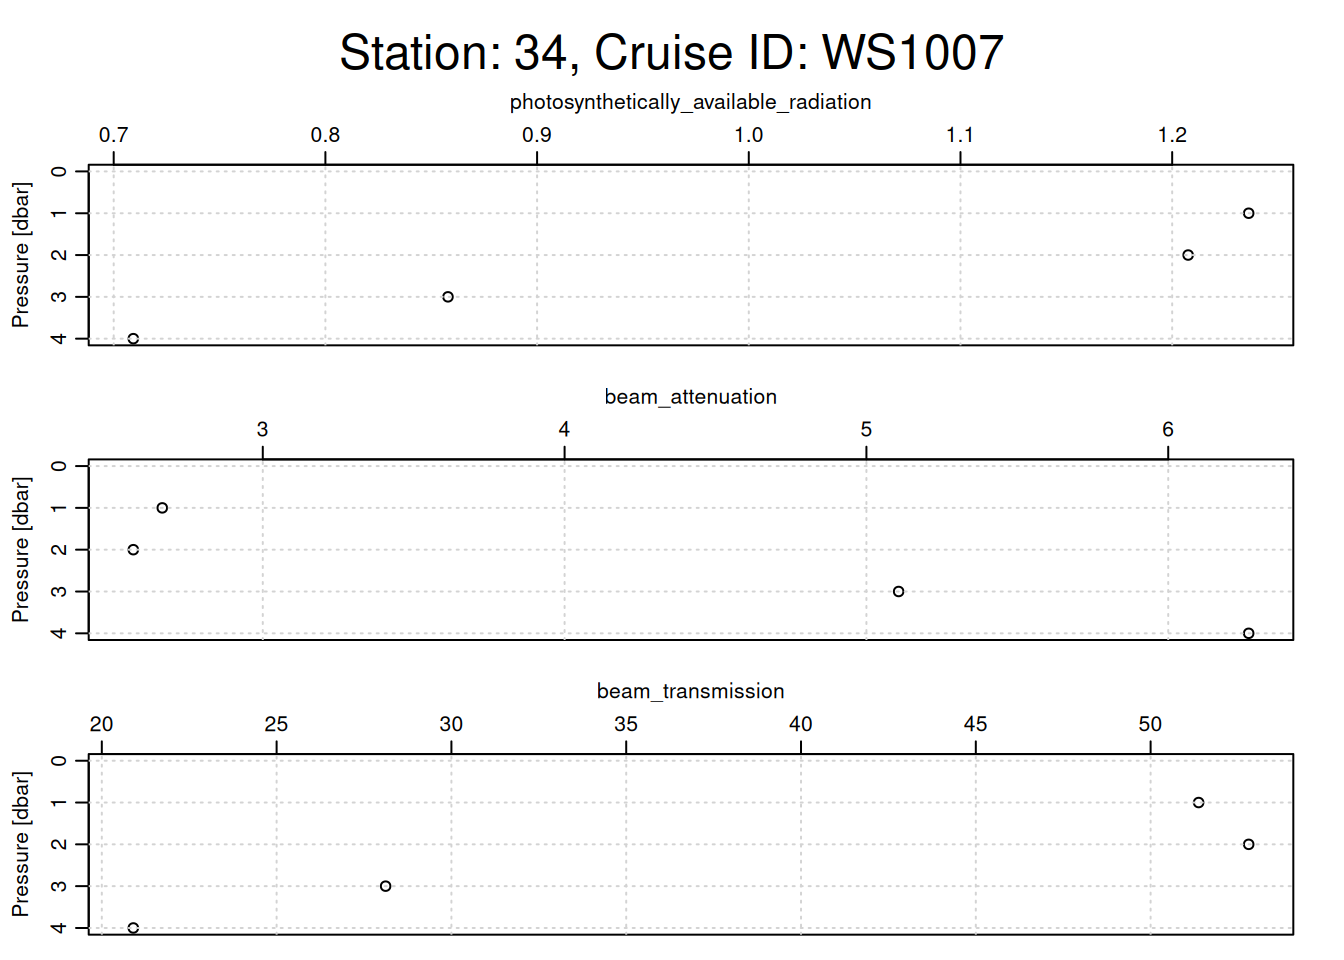 Station: 34, Cruise ID: WS1007
photosynthetically_available_radiation
0.7 0.8 0.9 1.0 1.1 1.2
Pressure [dbar]
0
1
2
3
4
beam_attenuation
3 4 5 6
Pressure [dbar]
0
1
2
3
4
beam_transmission
20 25 30 35 40 45 50
Pressure [dbar]
0
1
2
3
4